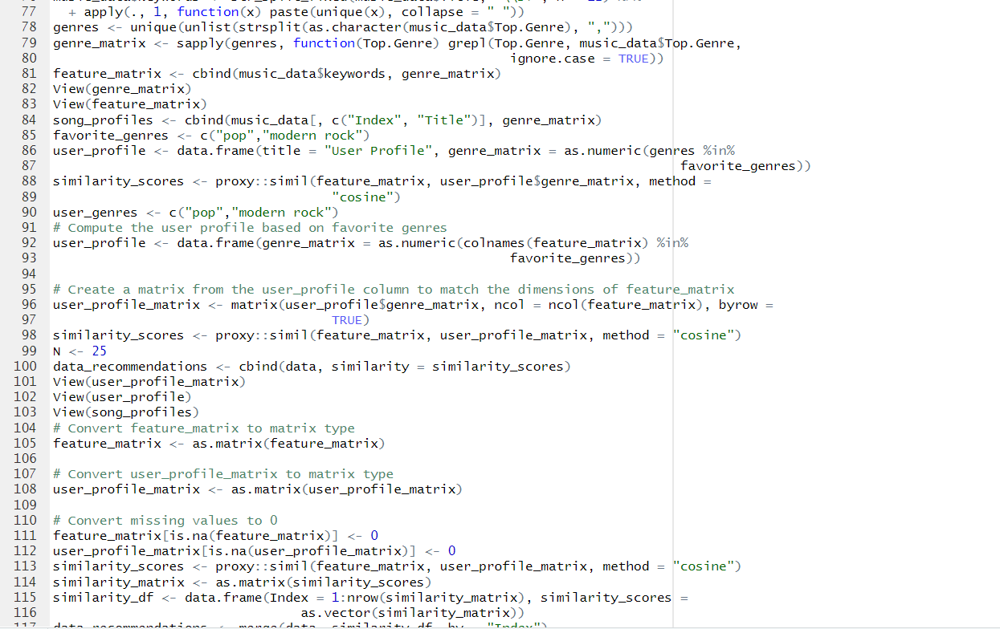 77 + apply(., 1, function(x) paste(unique(x), collapse = " "))
78 genres <- unique(unlist(strsplit(as.character(music_data$Top.Genre), ",")))
79 genre_matrix <- sapply(genres, function(Top.Genre) grepl(Top.Genre, music_data$Top.Genre,
80 ignore.case = TRUE))
81 feature_matrix <- cbind(music_data$keywords, genre_matrix)
82 View(genre_matrix)
83 View(feature_matrix)
84 song_profiles <- cbind(music_data[, c("Index", "Title")], genre_matrix)
85 favorite_genres <- c("pop","modern rock")
86 user_profile <- data.frame(title = "User Profile", genre_matrix = as.numeric(genres %in%
87 favorite_genres))
88 similarity_scores <- proxy::simil(feature_matrix, user_profile$genre_matrix, method =
89 "cosine")
90 user_genres <- c("pop","modern rock")
91 # Compute the user profile based on favorite genres
92 user_profile <- data.frame(genre_matrix = as.numeric(colnames(feature_matrix) %in%
93 favorite_genres))
94
95 # Create a matrix from the user_profile column to match the dimensions of feature_matrix
96 user_profile_matrix <- matrix(user_profile$genre_matrix, ncol = ncol(feature_matrix), byrow =
97 TRUE)
98 similarity_scores <- proxy::simil(feature_matrix, user_profile_matrix, method = "cosine")
99 N <- 25
100 data_recommendations <- cbind(data, similarity = similarity_scores)
101 View(user_profile_matrix)
102 View(user_profile)
103 View(song_profiles)
104 # Convert feature_matrix to matrix type
105 feature_matrix <- as.matrix(feature_matrix)
106
107 # Convert user_profile_matrix to matrix type
108 user_profile_matrix <- as.matrix(user_profile_matrix)
109
110 # Convert missing values to 0
111 feature_matrix[is.na(feature_matrix)] <- 0
112 user_profile_matrix[is.na(user_profile_matrix)] <- 0
113 similarity_scores <- proxy::simil(feature_matrix, user_profile_matrix, method = "cosine")
114 similarity_matrix <- as.matrix(similarity_scores)
115 similarity_df <- data.frame(Index = 1:nrow(similarity_matrix), similarity_scores =
116 as.vector(similarity_matrix))
117 data_recommendations <- merge(data, similarity_df, by = "Index")